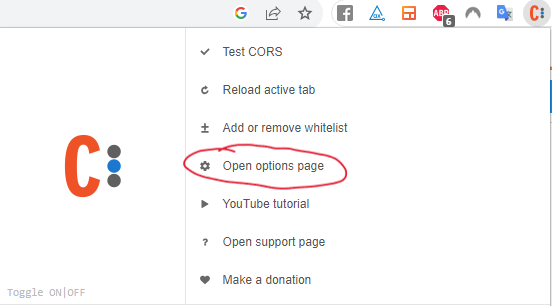 ABP
6
C:
Test CORS
Reload active tab
Add or remove whitelist
Open options page
YouTube tutorial
Open support page
Make a donation
C:
Toggle ON|OFF